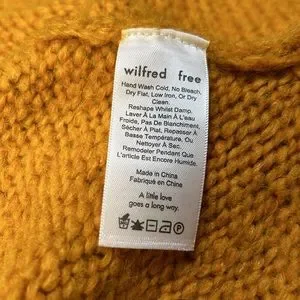 wilfred free
Hand Wash Cold, No Bleach,
Dry Flat, Low Iron, Or Dry
Clean.
Reshape Whilst Damp.
Laver À La Main À L'eau
Froide, Pas De Blanchiment,
Sécher À Plat, Repasser À
Basse Température, Ou
Nettoyer À Sec.
Remodeler Pendant Que
L'article Est Encore Humide.
Made in China
Fabriqué en Chine
A little love
goes a long way.